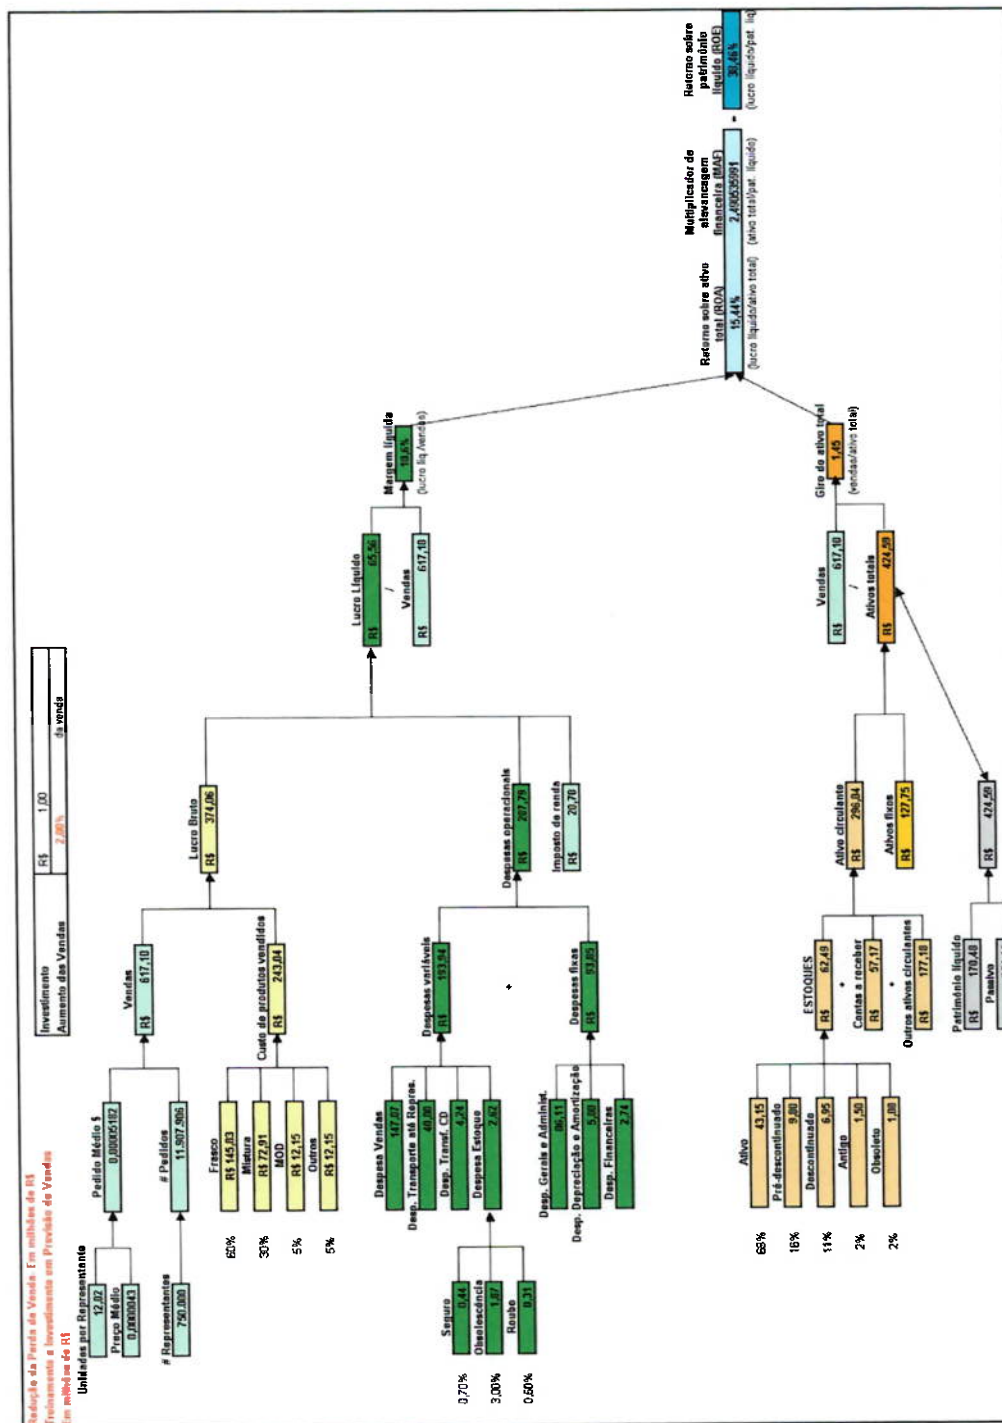 Redução da Perda da Venda. Em milhões de R$
Treinamento e Investimento em Previsão de Vendas
Em milhões de R$
Investimento R$ 1,00
Aumento das Vendas 2,00% da venda
Unidades por Representante
12,02
Preço Médio
0,0000043
# Representantes
750.000
Pedido Médio $
0,00005182
# Pedidos
11.907.906
Vendas
R$ 617,10
60%
Frasco
R$ 145,83
30%
Mistura
R$ 72,91
5%
MOD
R$ 12,15
5%
Outros
R$ 12,15
Custo de produtos vendidos
R$ 243,04
Lucro Bruto
R$ 374,06
0,70%
Seguro
0,44
3,00%
Obsolescência
1,87
0,60%
Roubo
0,31
Despesa Vendas
147,07
Desp. Transporte até Repres.
40,00
Desp. Transf. CD
4,24
Despesa Estoque
2,62
Despesas variáveis
R$ 193,94
+
Desp. Gerais e Administ.
86,11
Desp. Depreciação e Amortização
5,00
Desp. Financeiras
2,74
Despesas fixas
R$ 93,85
Despesas operacionais
R$ 287,79
Imposto de renda
20,70
Lucro Líquido
R$ 65,56
/
Vendas
R$ 617,10
Margem líquida
10,6%
(lucro líq./vendas)
69%
Ativo
43,15
16%
Pré-descontinuado
9,80
11%
Descontinuado
6,95
2%
Antigo
1,50
2%
Obsoleto
1,08
ESTOQUES
R$ 62,49
+
Contas a receber
R$ 57,17
+
Outros ativos circulantes
R$ 177,18
Ativo circulante
R$ 296,84
Ativos fixos
R$ 127,75
Vendas
R$ 617,10
/
Ativos totais
R$ 424,59
Giro do ativo total
1,45
(vendas/ativo total)
Patrimônio líquido
R$ 170,48
Passivo
R$ 424,59
Retorno sobre ativo
total (ROA)
15,44%
(lucro líquido/ativo total)
Multiplicador de
alavancagem
financeira (MAF)
2,490535991
(ativo total/pat. líquido)
=
Retorno sobre
patrimônio
líquido (ROE)
38,46%
(lucro líquido/pat. líq)